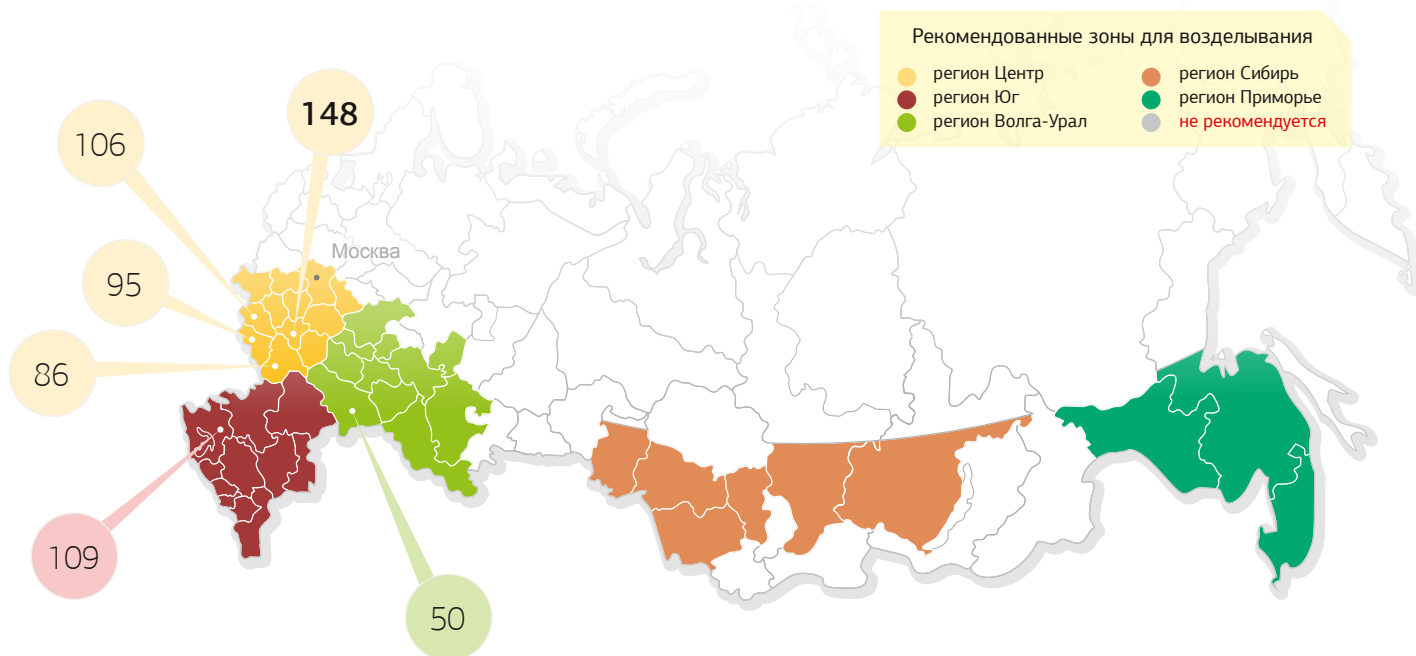 Рекомендованные зоны для возделывания
регион Центр
регион Юг
регион Волга-Урал
регион Сибирь
регион Приморье
не рекомендуется
148
106
Москва
95
86
109
50